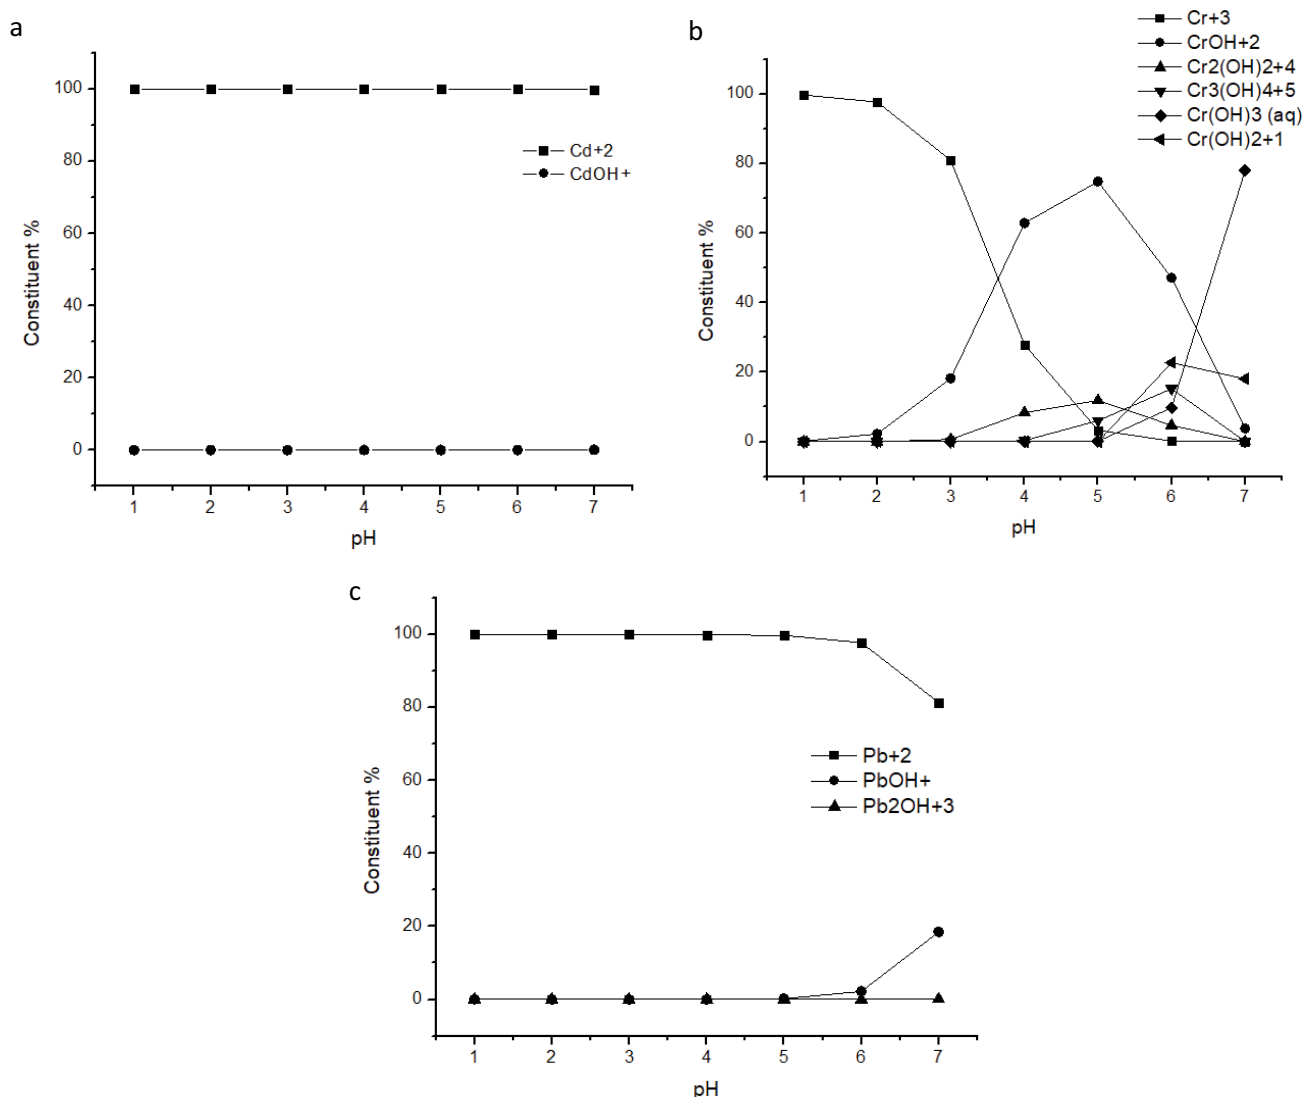 a
100
80
60
40
20
0
Constituent %
1 2 3 4 5 6 7
pH
Cd+2
CdOH+
b
100
80
60
40
20
0
Constituent %
1 2 3 4 5 6 7
pH
Cr+3
CrOH+2
Cr2(OH)2+4
Cr3(OH)4+5
Cr(OH)3 (aq)
Cr(OH)2+1
c
100
80
60
40
20
0
Constituent %
1 2 3 4 5 6 7
pH
Pb+2
PbOH+
Pb2OH+3